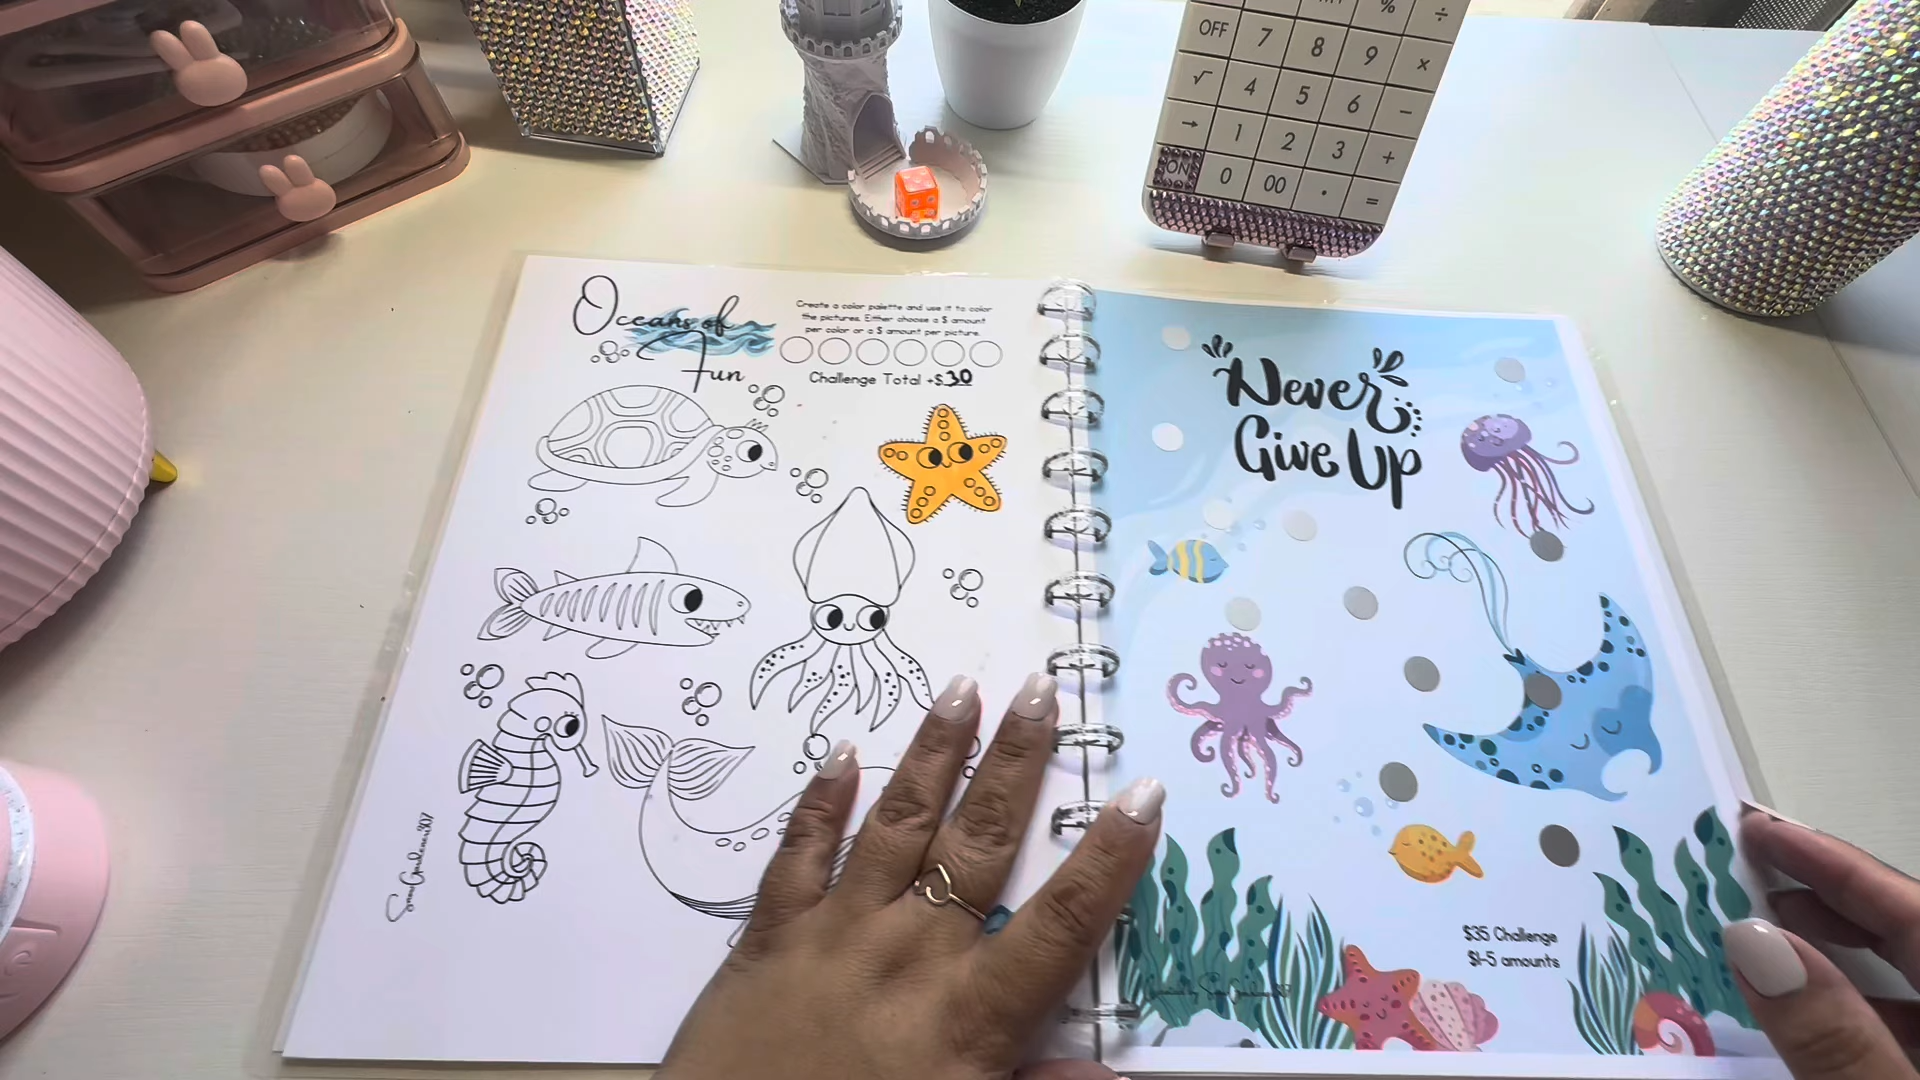 OFF 7 8 9 ×
% ÷
√ 4 5 6 −
→ 1 2 3 +
ON 0 00 · =
Oceans of
Fun
Create a color palette and use it to color
the pictures. Either choose a $ amount
per color or a $ amount per picture.
Challenge Total +$30
Never
Give Up
$35 Challenge
$1-5 amounts